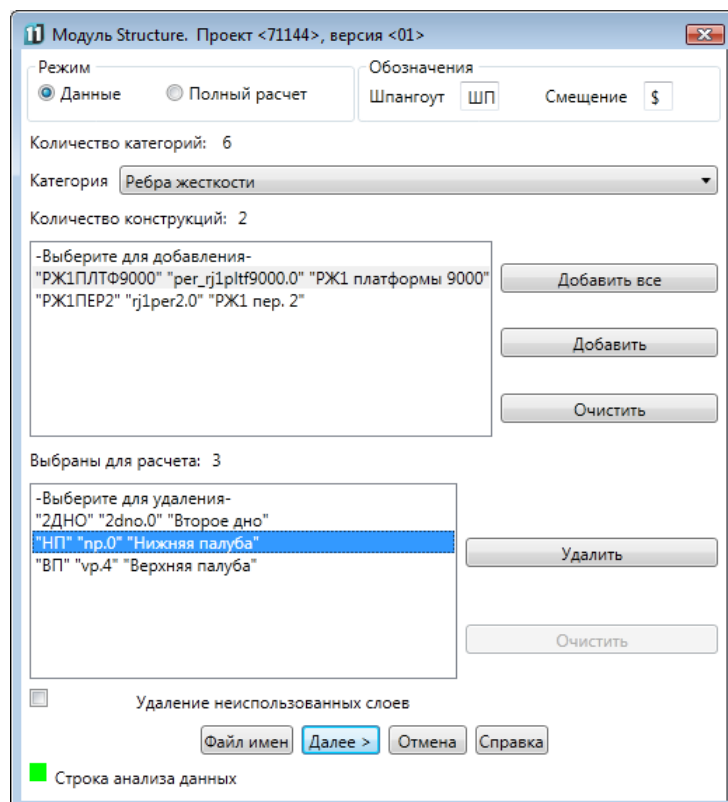 Модуль Structure. Проект <71144>, версия <01>
Режим
Данные Полный расчет
Обозначения
Шпангоут ШП Смещение $
Количество категорий: 6
Категория Ребра жесткости
Количество конструкций: 2
-Выберите для добавления-
"РЖ1ПЛТФ9000" "per_rj1pltf9000.0" "РЖ1 платформы 9000"
"РЖ1ПЕР2" "rj1per2.0" "РЖ1 пер. 2"
Добавить все
Добавить
Очистить
Выбраны для расчета: 3
-Выберите для удаления-
"2ДНО" "2dno.0" "Второе дно"
"НП" "np.0" "Нижняя палуба"
"ВП" "vp.4" "Верхняя палуба"
Удалить
Очистить
Удаление неиспользованных слоев
Файл имен Далее > Отмена Справка
Строка анализа данных